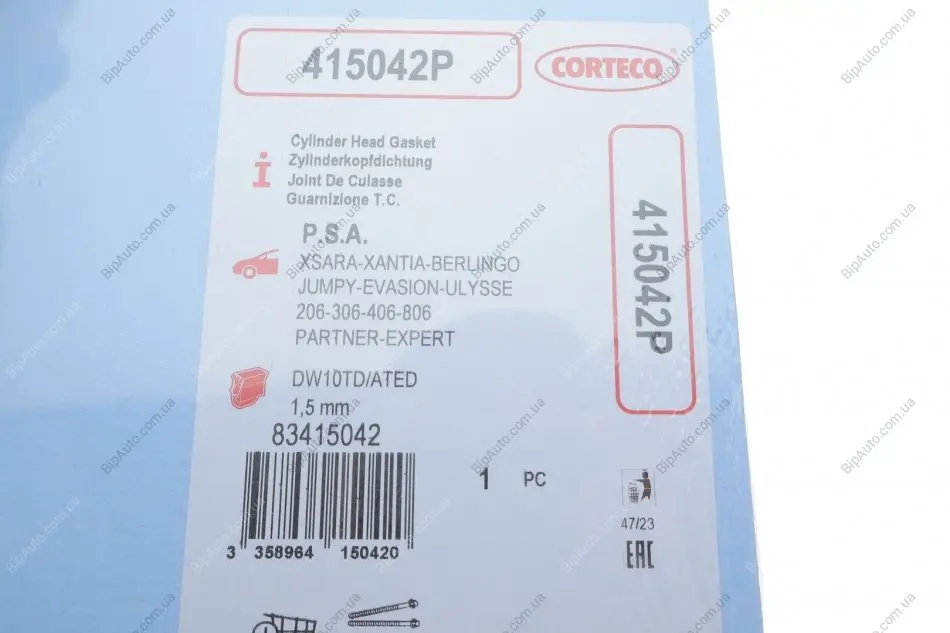 415042P
CORTECO
Cylinder Head Gasket
Zylinderkopfdichtung
Joint De Culasse
Guarnizione T.C.
P.S.A.
XSARA-XANTIA-BERLINGO
JUMPY-EVASION-ULYSSE
206-306-406-806
PARTNER-EXPERT
415042P
DW10TD/ATED
1,5 mm
83415042
3 358964 150420
1 PC
47/23
EAC
BipAuto.com.ua